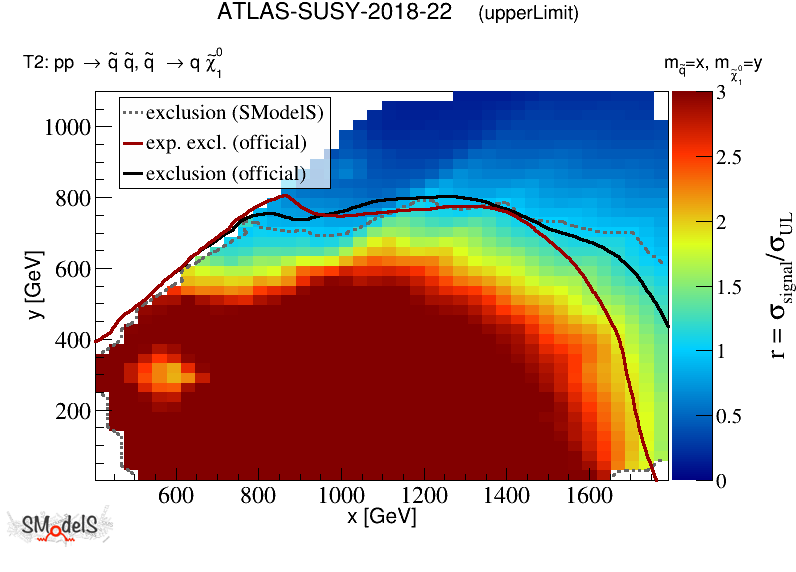 ATLAS-SUSY-2018-22 (upperLimit)
T2: pp → q̃ q̃, q̃ → q χ̃₁⁰
m_q̃=x, m_χ̃₁⁰=y
exclusion (SModelS)
exp. excl. (official)
exclusion (official)
1000
800
600
400
200
y [GeV]
600 800 1000 1200 1400 1600
x [GeV]
3
2.5
2
1.5
1
0.5
0
r = σ_signal/σ_UL
SModelS